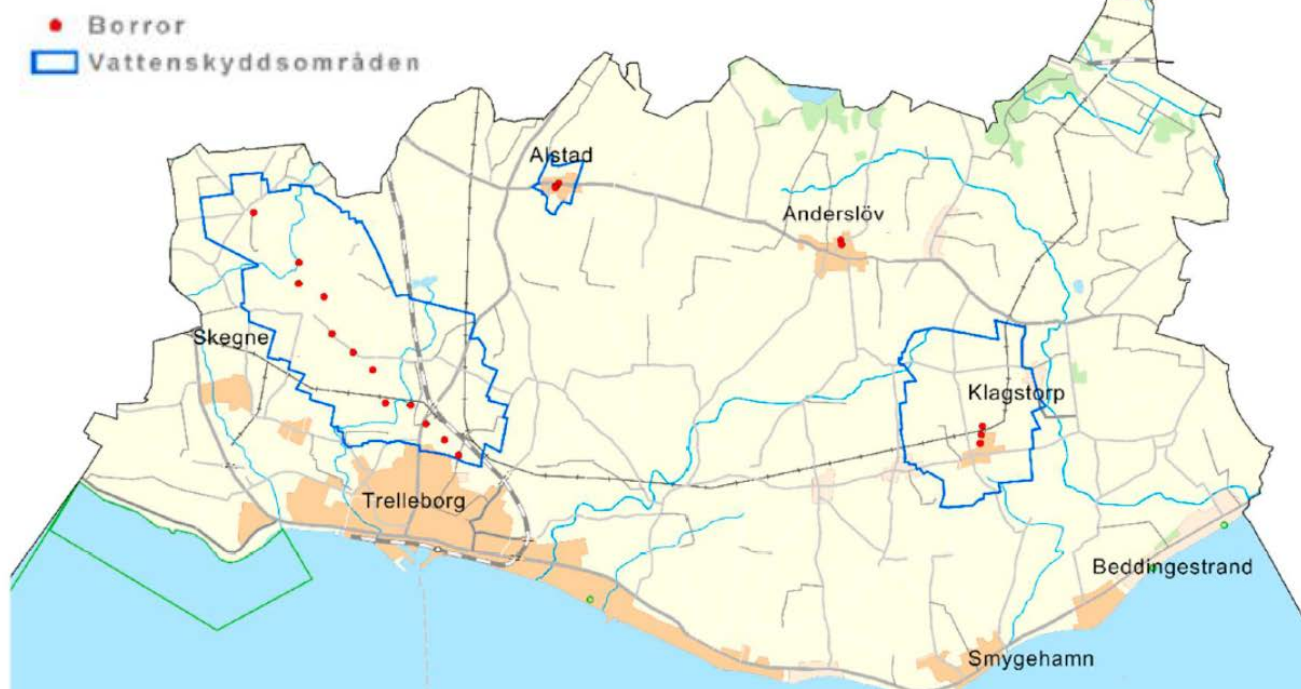 Borror
Vattenskyddsområden
Alstad
Anderslöv
Skegne
Klagstorp
Trelleborg
Beddingestrand
Smygehamn